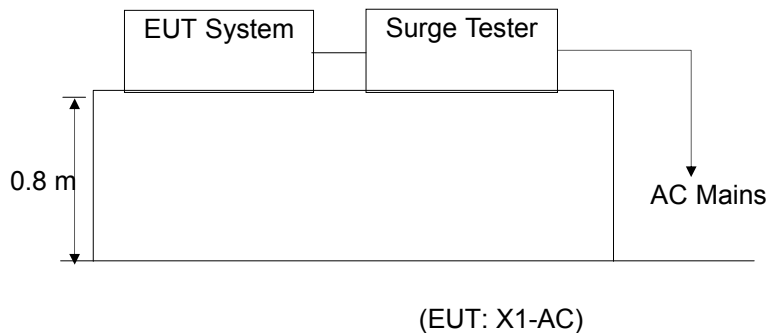 EUT System
Surge Tester
0.8 m
AC Mains
(EUT: X1-AC)